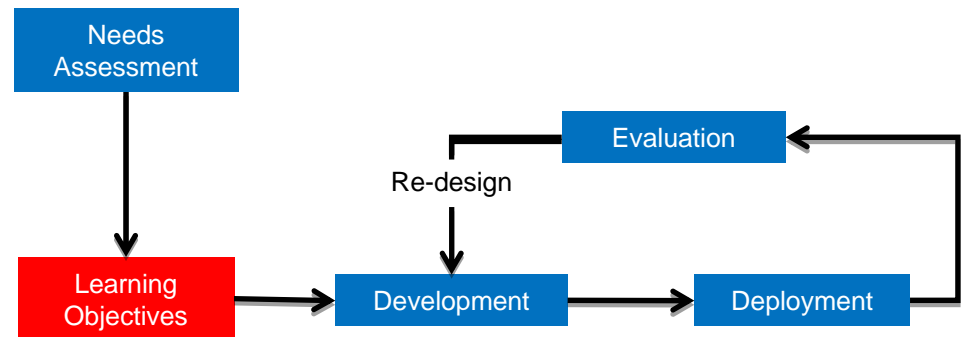 Needs
Assessment
Evaluation
Re-design
Learning
Objectives
Development
Deployment